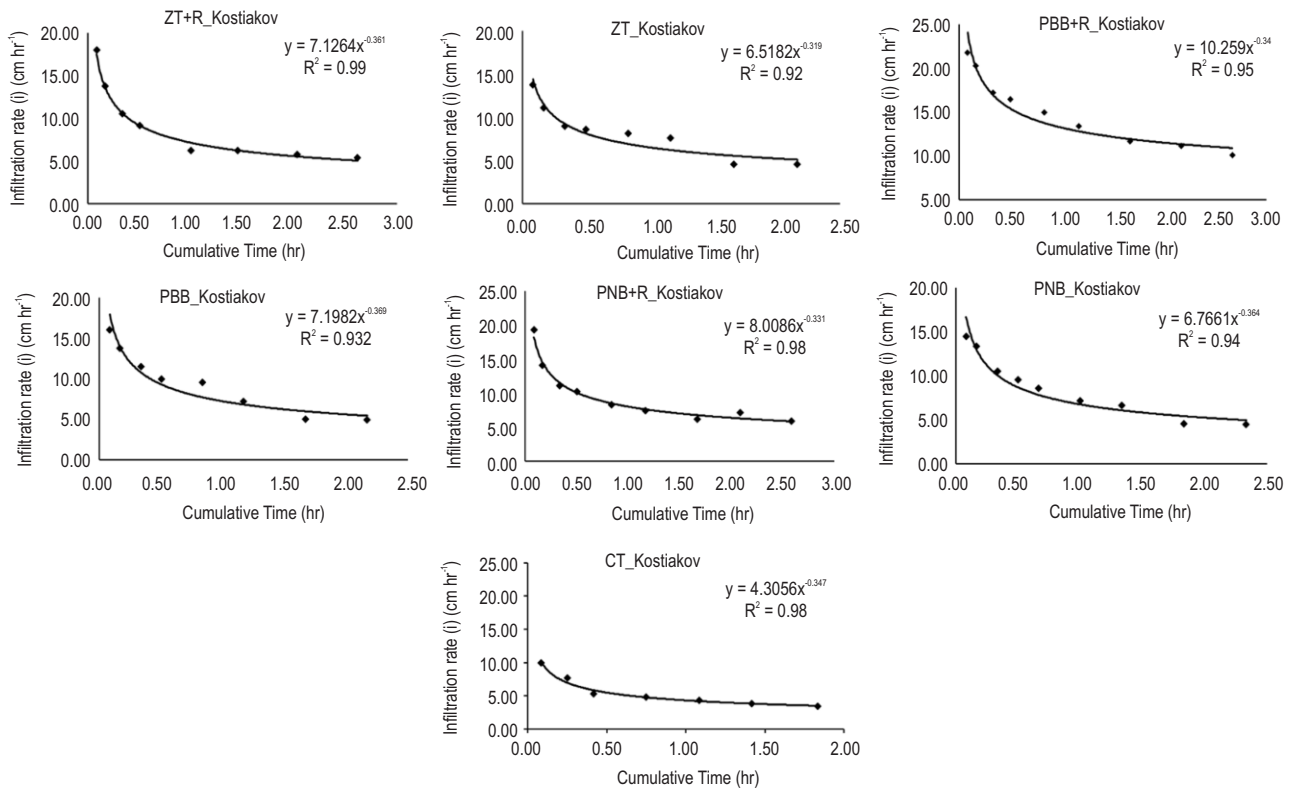 ZT+R_Kostiakov
y = 7.1264x^-0.361
R² = 0.99
Infiltration rate (i) (cm hr⁻¹)
20.00
15.00
10.00
5.00
0.00
0.00 0.50 1.00 1.50 2.00 2.50 3.00
Cumulative Time (hr)
ZT_Kostiakov
y = 6.5182x^-0.319
R² = 0.92
Infiltration rate (i) (cm hr⁻¹)
20.00
15.00
10.00
5.00
0.00
0.00 0.50 1.00 1.50 2.00 2.50
Cumulative Time (hr)
PBB+R_Kostiakov
y = 10.259x^-0.34
R² = 0.95
Infiltration rate (i) (cm hr⁻¹)
25.00
20.00
15.00
10.00
5.00
0.00 0.50 1.00 1.50 2.00 2.50 3.00
Cumulative Time (hr)
PBB_Kostiakov
y = 7.1982x^-0.369
R² = 0.932
Infiltration rate (i) (cm hr⁻¹)
20.00
15.00
10.00
5.00
0.00
0.00 0.50 1.00 1.50 2.00 2.50
Cumulative Time (hr)
PNB+R_Kostiakov
y = 8.0086x^-0.331
R² = 0.98
Infiltration rate (i) (cm hr⁻¹)
25.00
20.00
15.00
10.00
5.00
0.00
0.00 0.50 1.00 1.50 2.00 2.50 3.00
Cumulative Time (hr)
PNB_Kostiakov
y = 6.7661x^-0.364
R² = 0.94
Infiltration rate (i) (cm hr⁻¹)
20.00
15.00
10.00
5.00
0.00
0.00 0.50 1.00 1.50 2.00 2.50
Cumulative Time (hr)
CT_Kostiakov
y = 4.3056x^-0.347
R² = 0.98
Infiltration rate (i) (cm hr⁻¹)
25.00
20.00
15.00
10.00
5.00
0.00
0.00 0.50 1.00 1.50 2.00
Cumulative Time (hr)